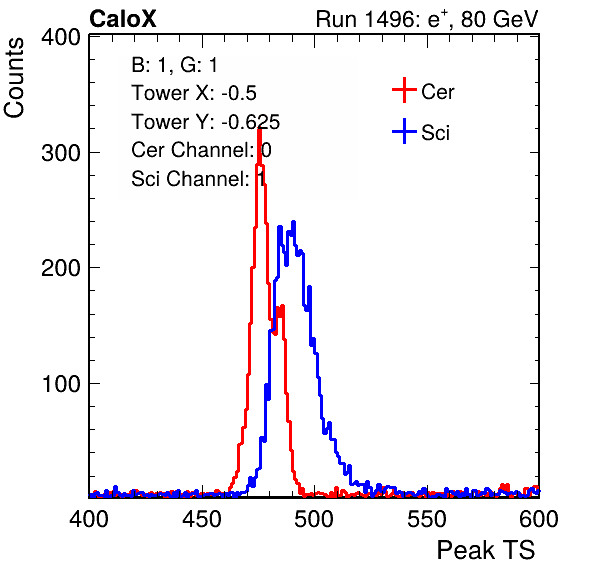 CaloX Run 1496: e+, 80 GeV
Counts
400
300
200
100
B: 1, G: 1
Tower X: -0.5
Tower Y: -0.625
Cer Channel: 0
Sci Channel: 1
Cer
Sci
400 450 500 550 600
Peak TS